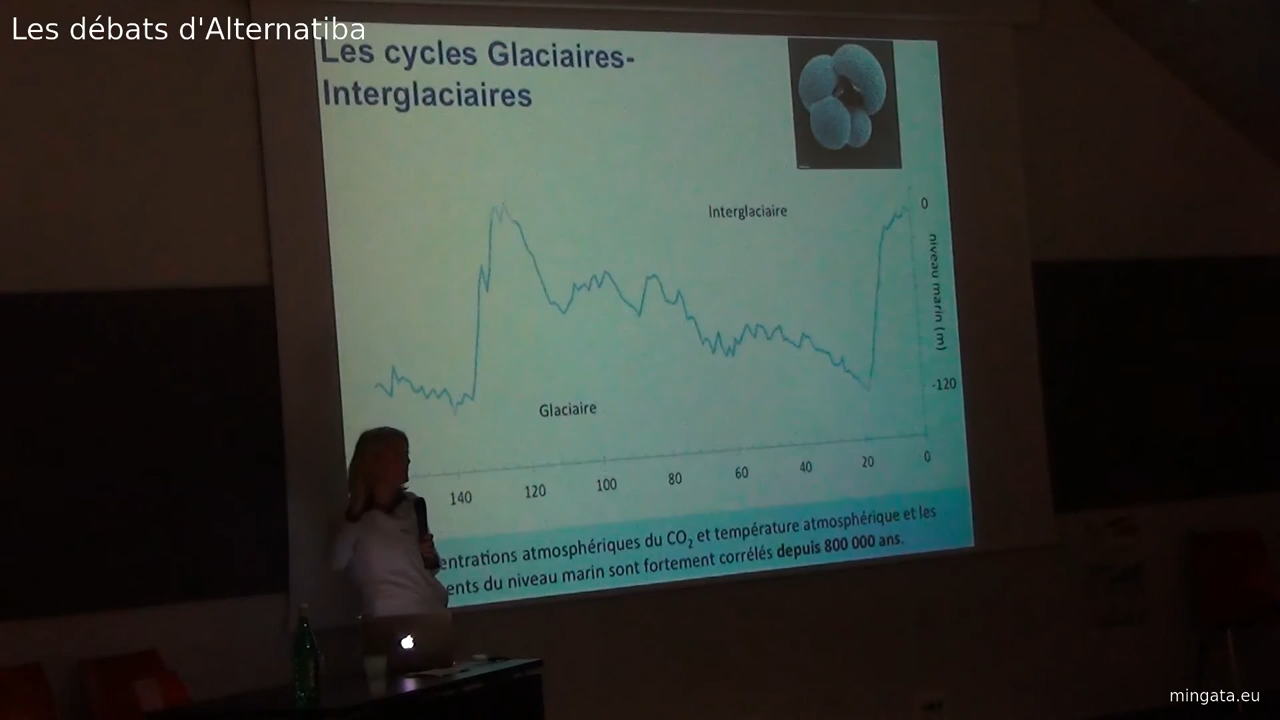 Les débats d'Alternatiba
Les cycles Glaciaires-
Interglaciaires
Interglaciaire
0
niveau marin (m)
-120
Glaciaire
140 120 100 80 60 40 20 0
entrations atmosphériques du CO₂ et température atmosphérique et les
ents du niveau marin sont fortement corrélés depuis 800 000 ans.
mingata.eu